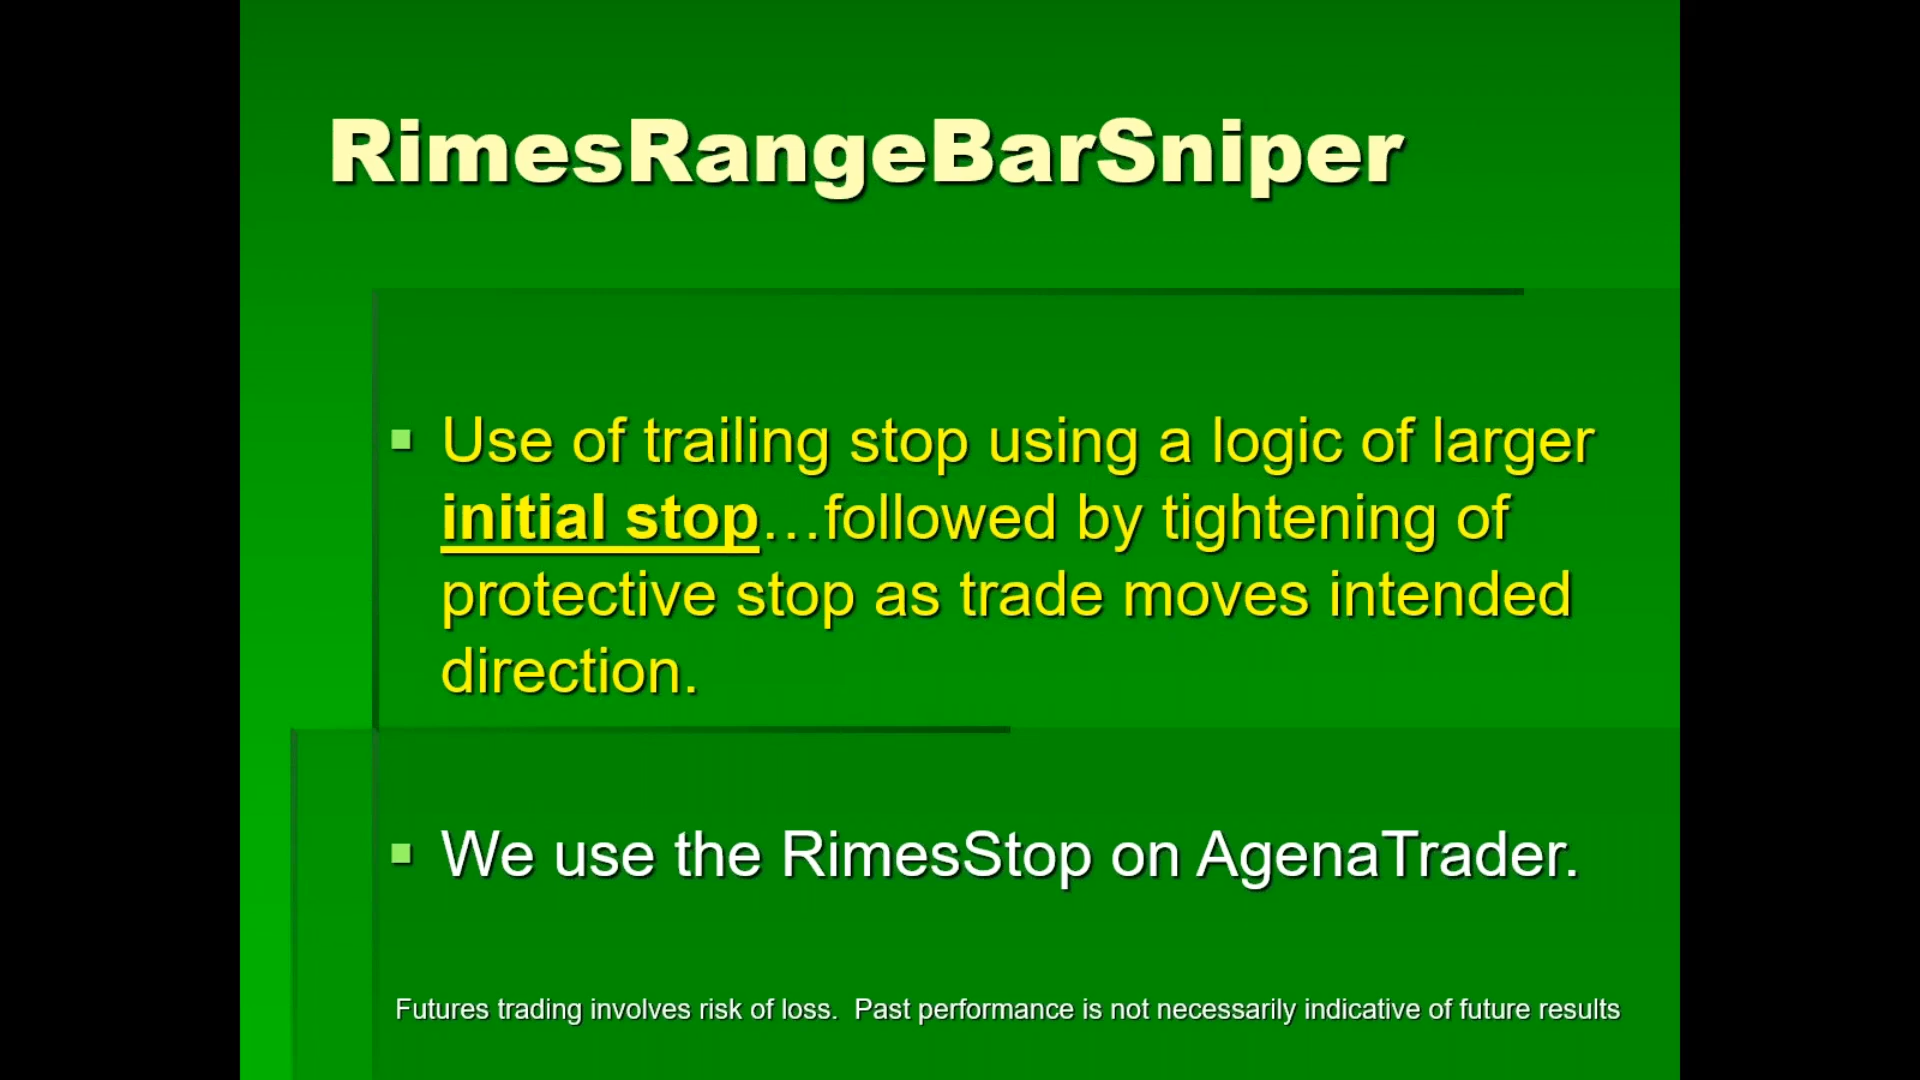 RimesRangeBarSniper
▪ Use of trailing stop using a logic of larger
initial stop…followed by tightening of
protective stop as trade moves intended
direction.
▪ We use the RimesStop on AgenaTrader.
Futures trading involves risk of loss.  Past performance is not necessarily indicative of future results